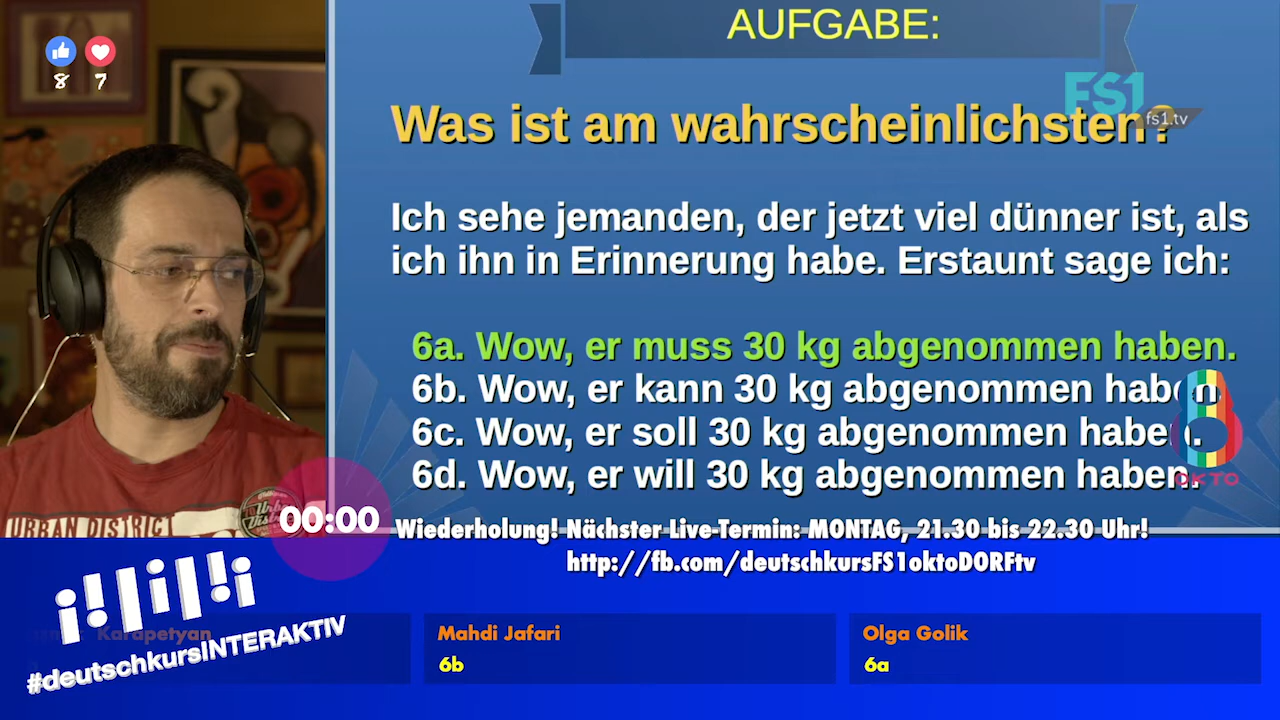 AUFGABE:
8 7
FS1
fs1.tv
Was ist am wahrscheinlichsten?
Ich sehe jemanden, der jetzt viel dünner ist, als
ich ihn in Erinnerung habe. Erstaunt sage ich:
6a. Wow, er muss 30 kg abgenommen haben.
6b. Wow, er kann 30 kg abgenommen haben.
6c. Wow, er soll 30 kg abgenommen haben.
6d. Wow, er will 30 kg abgenommen haben.
OKTO
URBAN DISTRICT
00:00
Wiederholung! Nächster Live-Termin: MONTAG, 21.30 bis 22.30 Uhr!
http://fb.com/deutschkursFS1oktoDORFtv
#deutschkursINTERAKTIV
Karapetyan
Mahdi Jafari
6b
Olga Golik
6a